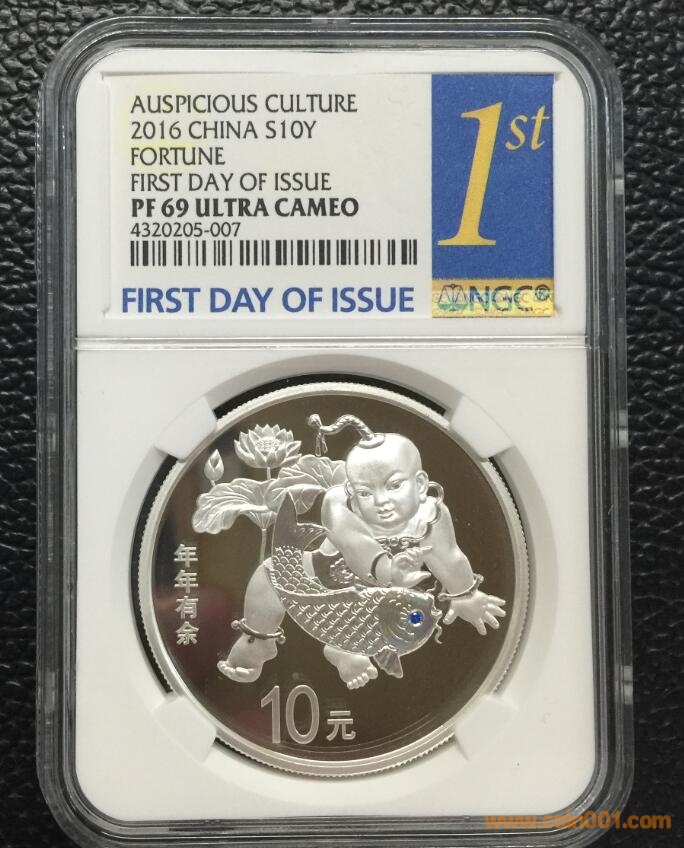 AUSPICIOUS CULTURE
2016 CHINA S10Y
FORTUNE
FIRST DAY OF ISSUE
PF 69 ULTRA CAMEO
4320205-007
FIRST DAY OF ISSUE
1st
NGC®
年年有余
10元
www.coin001.com